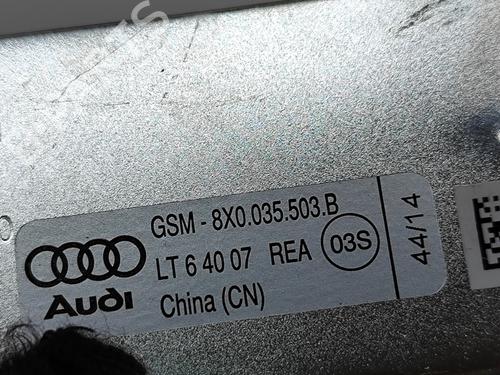 GSM - 8X0.035.503.B
LT 6 40 07 REA 03S
Audi China (CN)
44/14